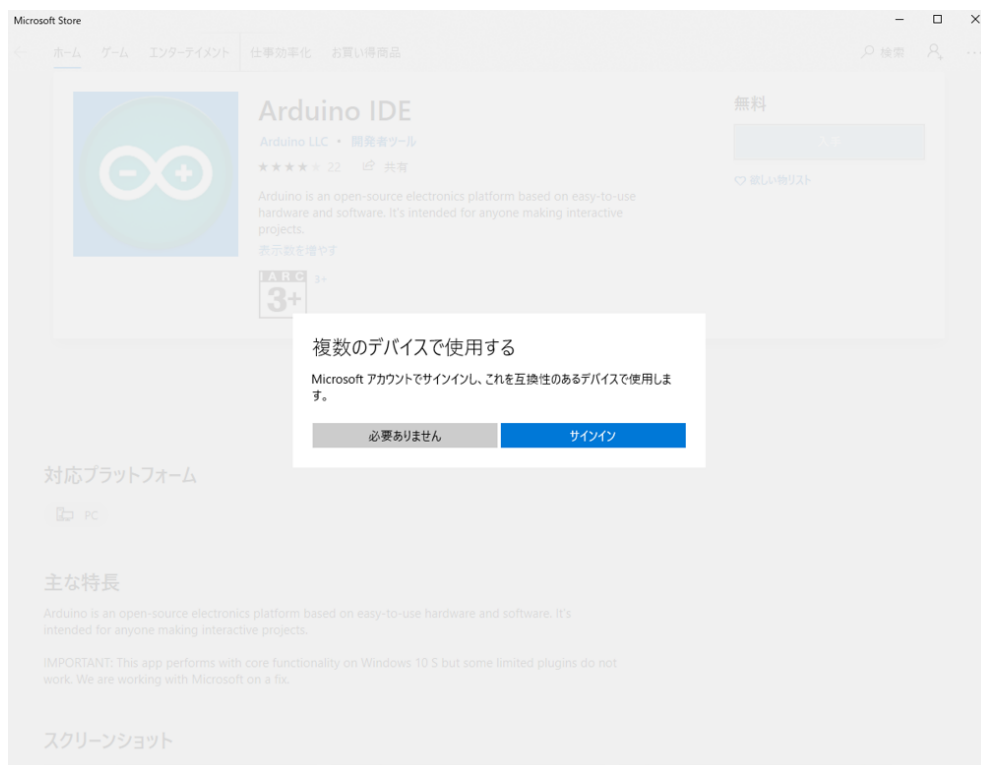 Microsoft Store
ホーム ゲーム エンターテイメント 仕事効率化 お買い得商品 検索
Arduino IDE
無料
Arduino LLC • 開発者ツール
入手
★★★★★ 22 共有
欲しい物リスト
Arduino is an open-source electronics platform based on easy-to-use
hardware and software. It's intended for anyone making interactive
projects.
表示数を増やす
IARC 3+
3+
複数のデバイスで使用する
Microsoft アカウントでサインインし、これを互換性のあるデバイスで使用しま
す。
必要ありません サインイン
対応プラットフォーム
PC
主な特長
Arduino is an open-source electronics platform based on easy-to-use hardware and software. It's
intended for anyone making interactive projects.
IMPORTANT: This app performs with core functionality on Windows 10 S but some limited plugins do not
work. We are working with Microsoft on a fix.
スクリーンショット